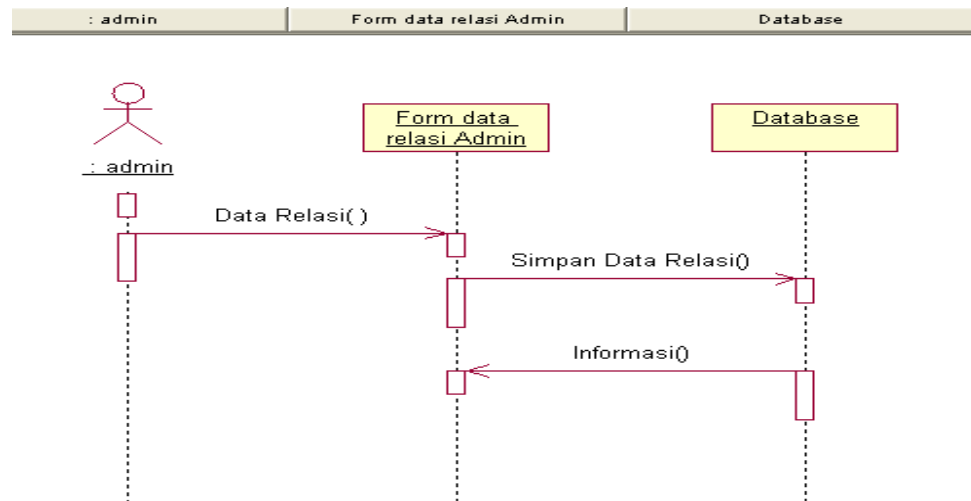 : admin
Form data relasi Admin
Database
Form data
relasi Admin
Database
: admin
Data Relasi( )
Simpan Data Relasi()
Informasi()